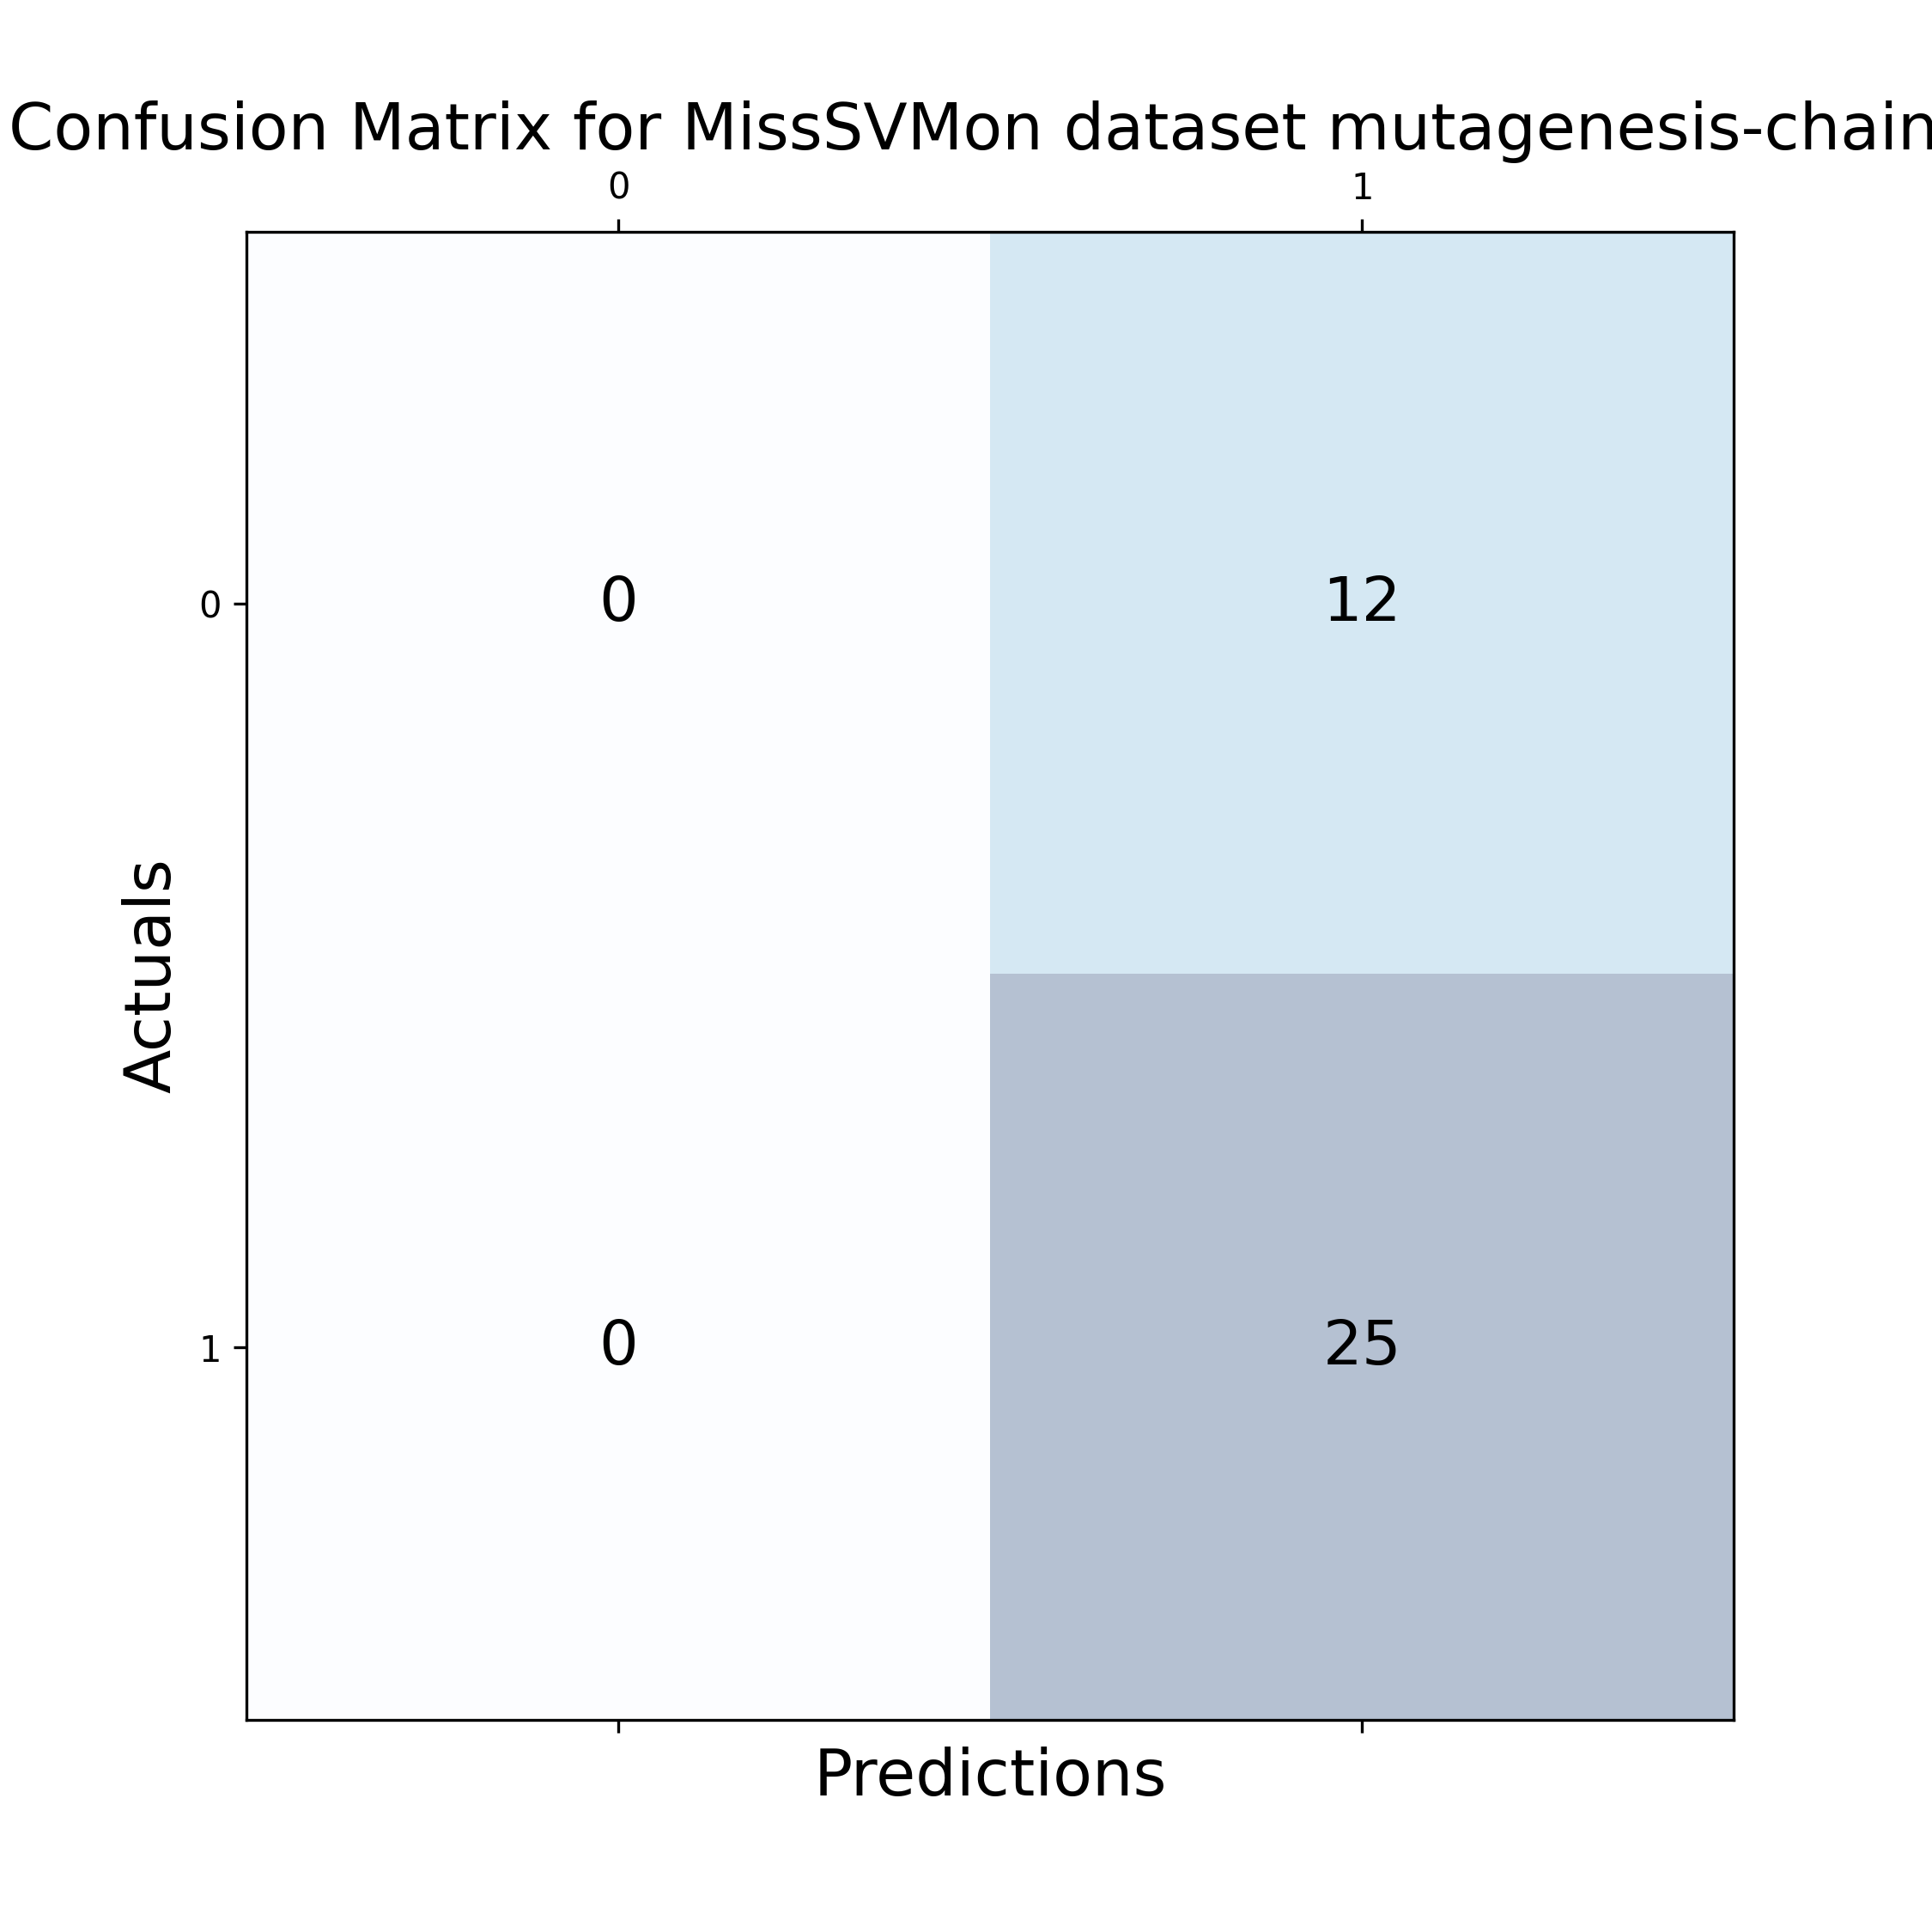 Confusion Matrix for MissSVMon dataset mutagenesis-chain
0 1
0 0 12
Actuals
1 0 25
Predictions